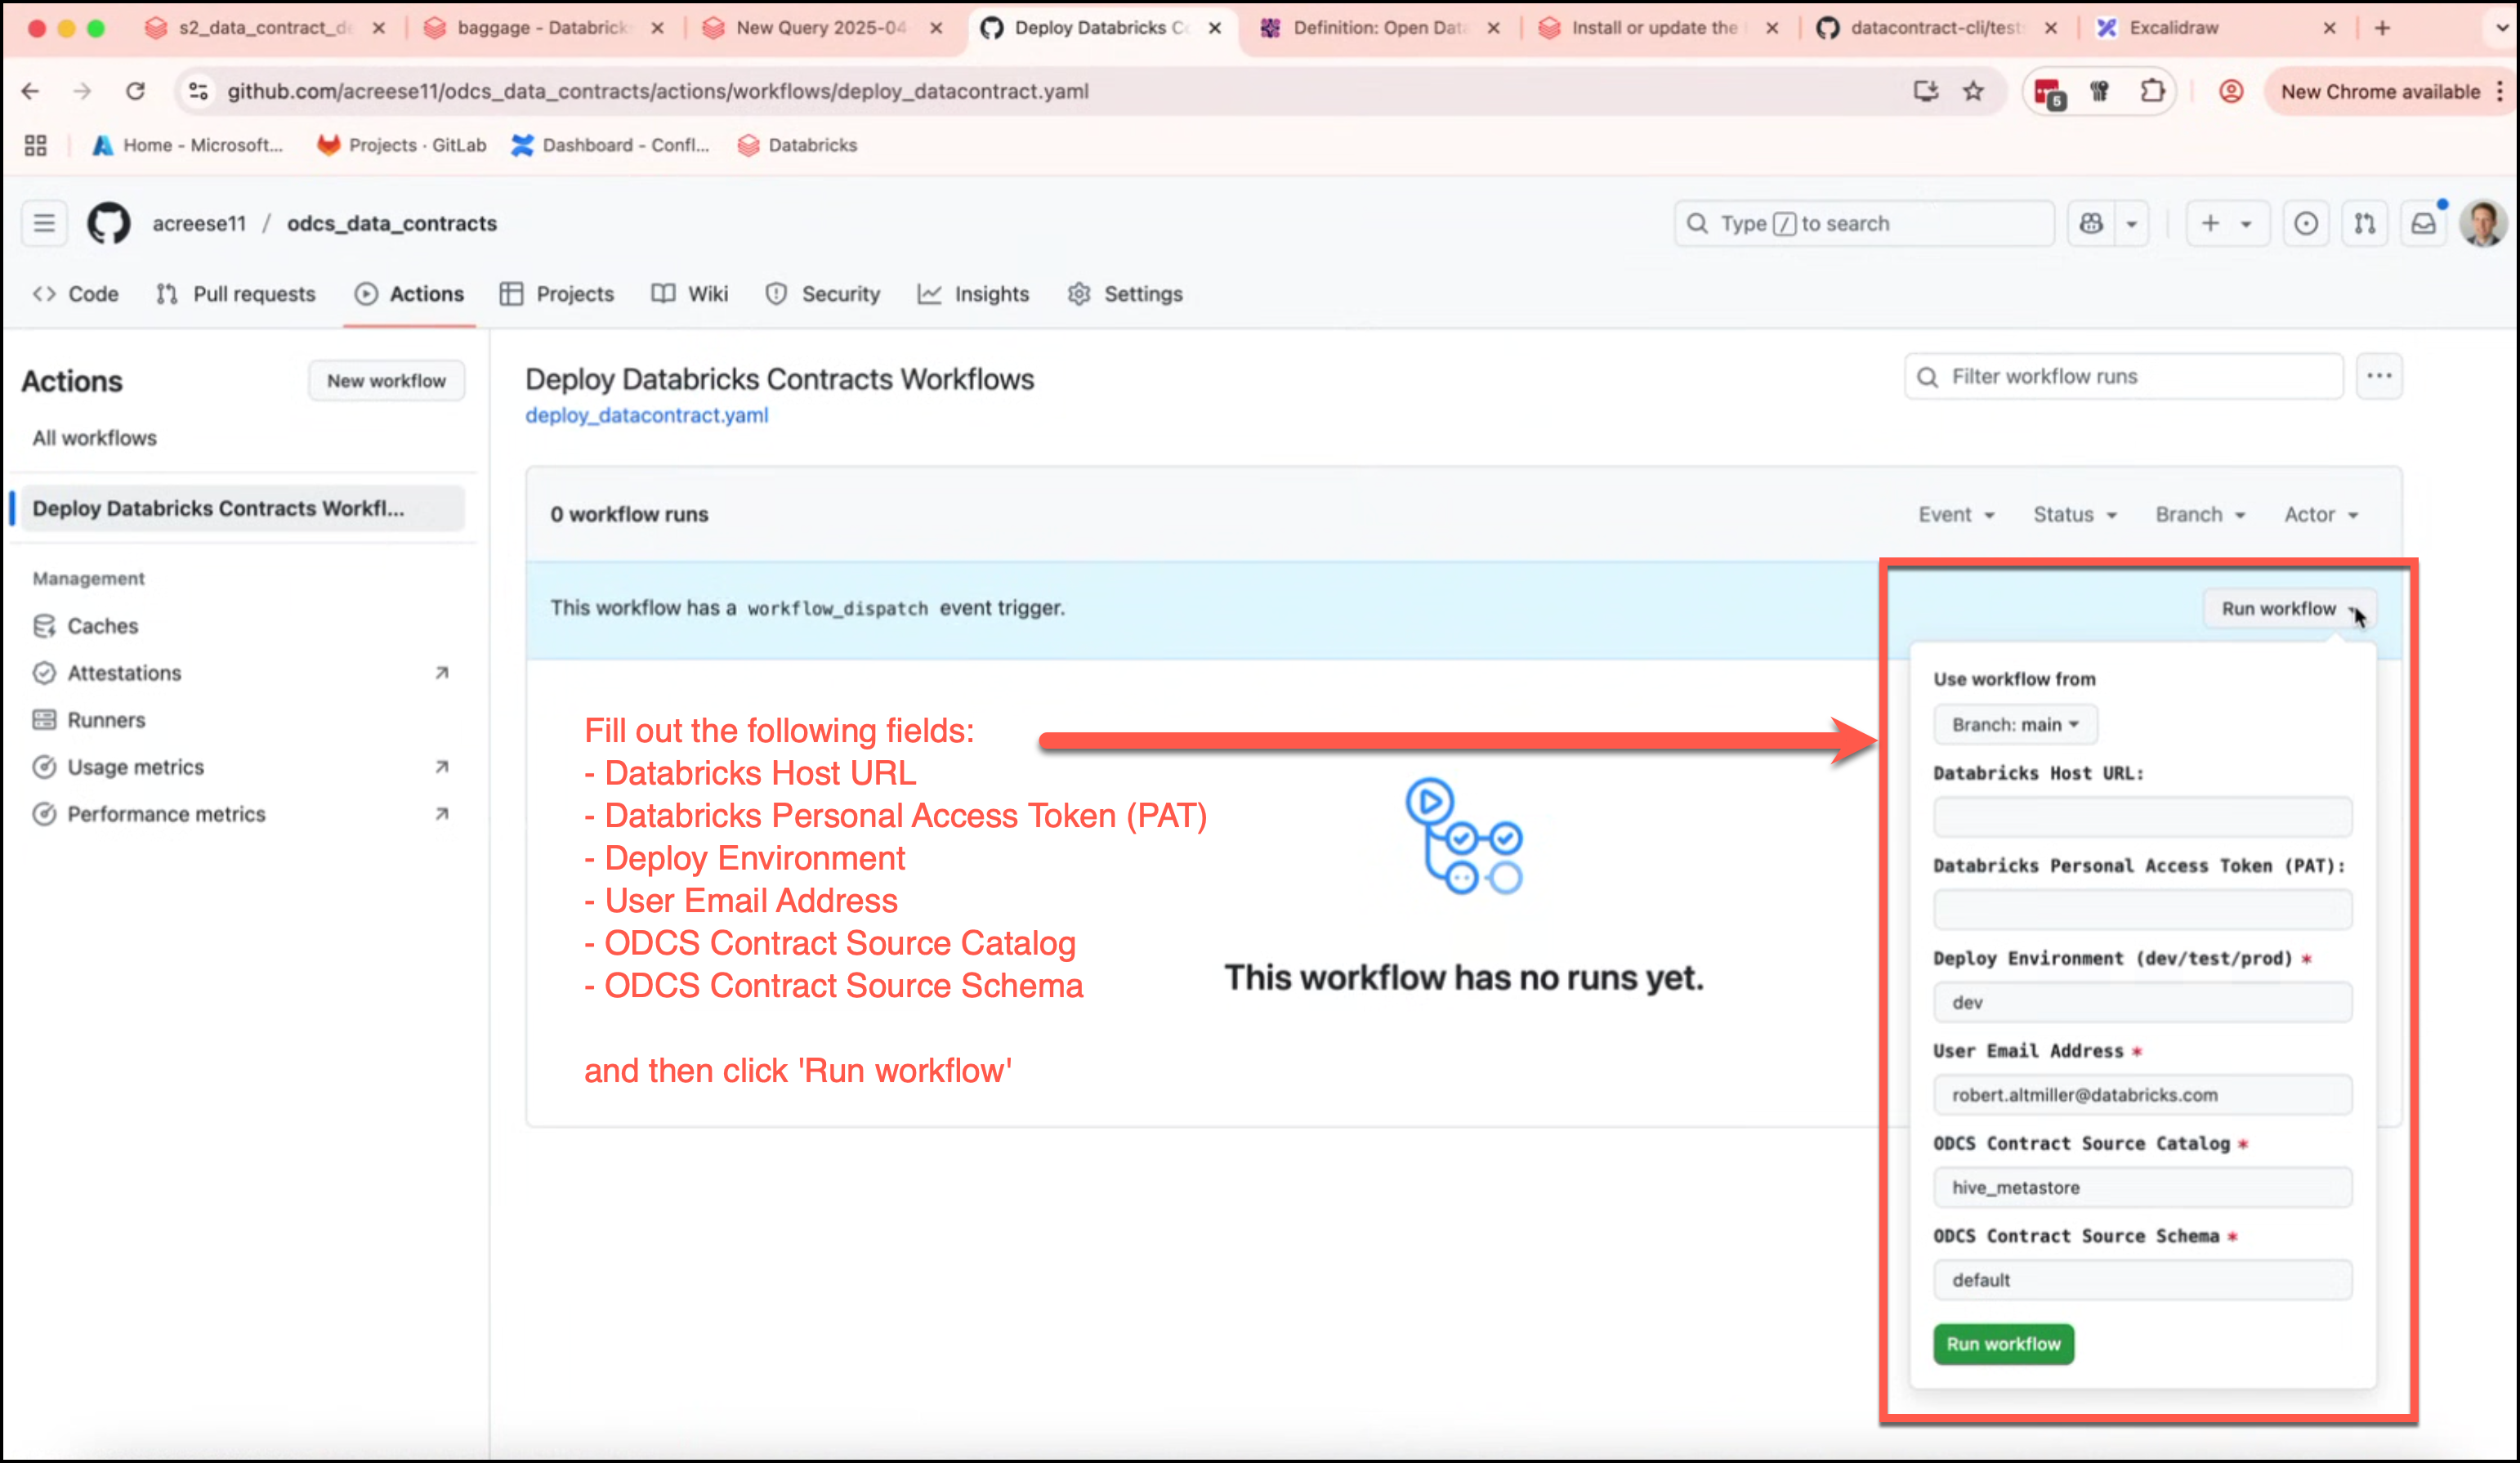 s2_data_contract_de
baggage - Databricks
New Query 2025-04
Deploy Databricks Co
Definition: Open Data
Install or update the
datacontract-cli/tests
Excalidraw
github.com/acreese11/odcs_data_contracts/actions/workflows/deploy_datacontract.yaml
5
New Chrome available
Home - Microsoft...
Projects · GitLab
Dashboard - Confl...
Databricks
acreese11 / odcs_data_contracts
Type / to search
Code
Pull requests
Actions
Projects
Wiki
Security
Insights
Settings
Actions
New workflow
All workflows
Deploy Databricks Contracts Workfl...
Management
Caches
Attestations
Runners
Usage metrics
Performance metrics
Deploy Databricks Contracts Workflows
deploy_datacontract.yaml
Filter workflow runs
0 workflow runs
Event
Status
Branch
Actor
This workflow has a workflow_dispatch event trigger.
Run workflow
Fill out the following fields:
- Databricks Host URL
- Databricks Personal Access Token (PAT)
- Deploy Environment
- User Email Address
- ODCS Contract Source Catalog
- ODCS Contract Source Schema
and then click 'Run workflow'
This workflow has no runs yet.
Use workflow from
Branch: main
Databricks Host URL:
Databricks Personal Access Token (PAT):
Deploy Environment (dev/test/prod) *
dev
User Email Address *
robert.altmiller@databricks.com
ODCS Contract Source Catalog *
hive_metastore
ODCS Contract Source Schema *
default
Run workflow